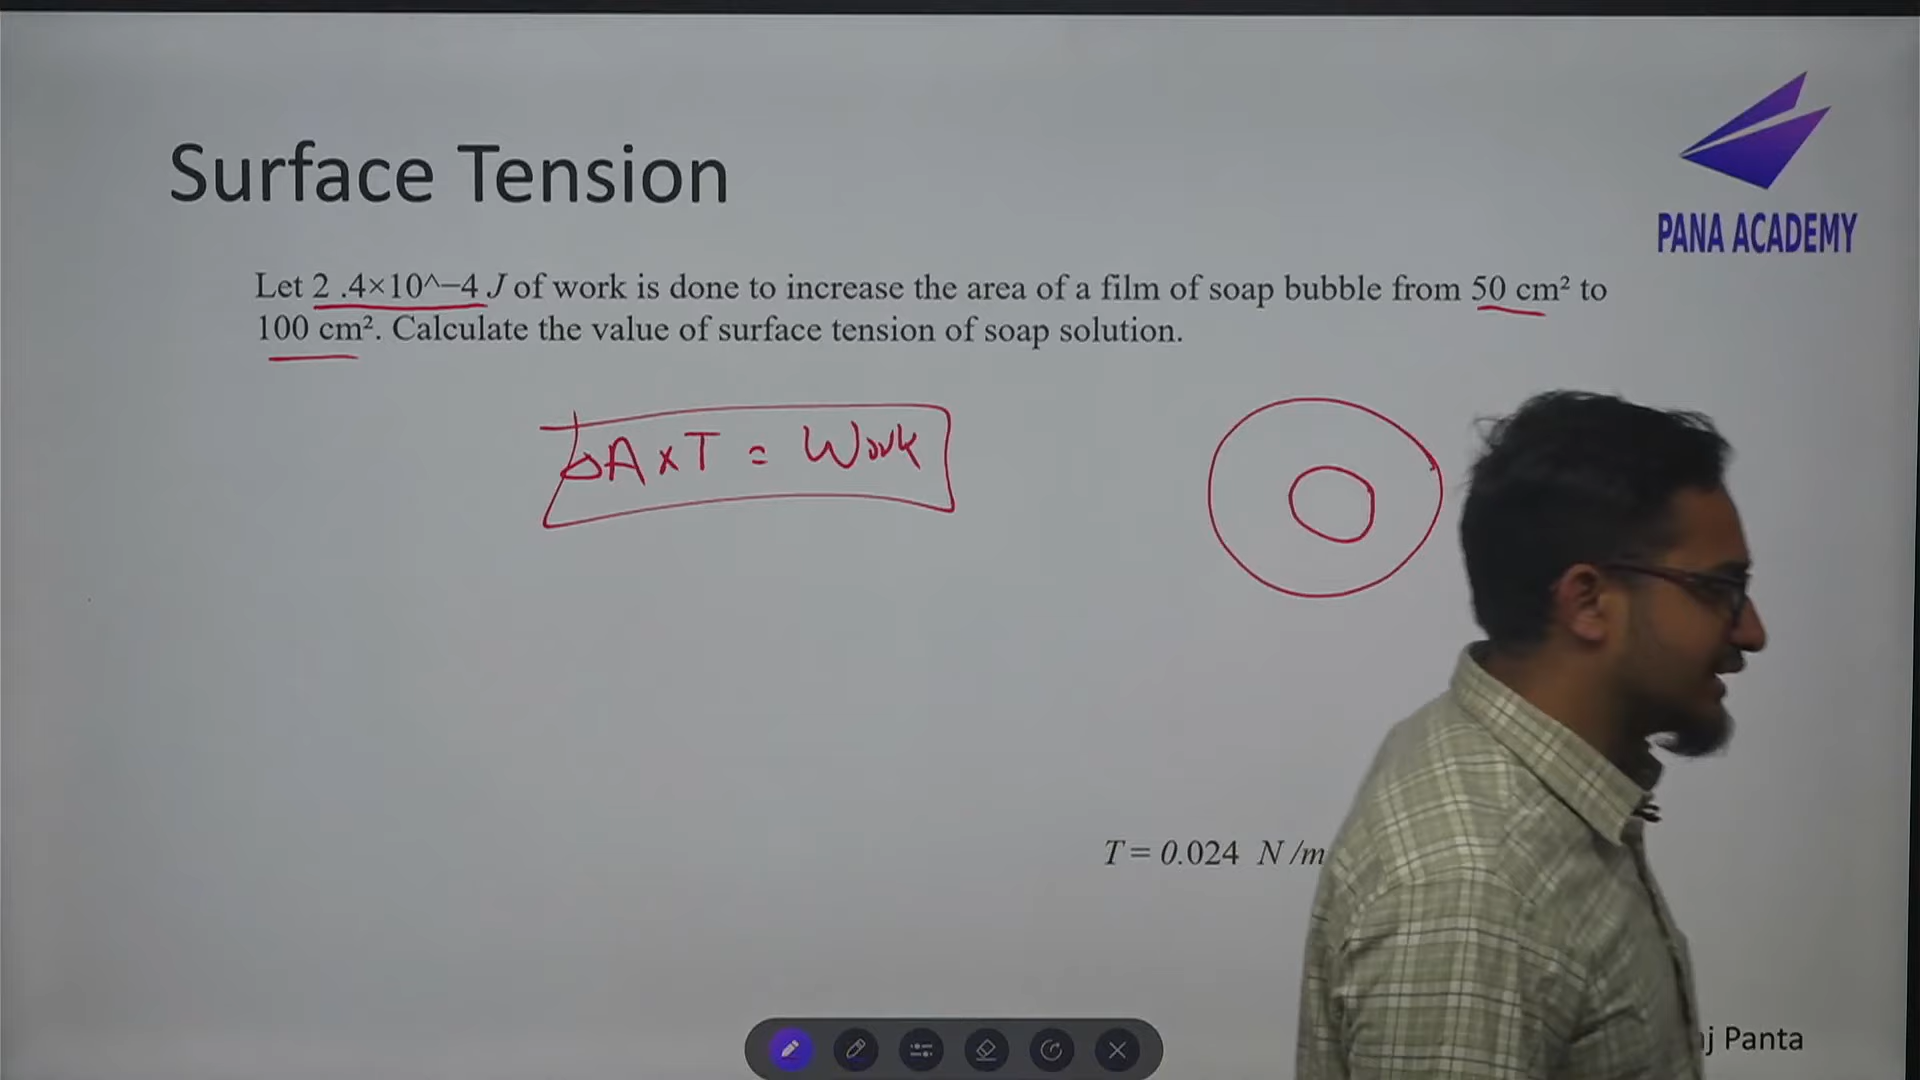 Surface Tension
PANA ACADEMY
Let 2 .4×10^−4 J of work is done to increase the area of a film of soap bubble from 50 cm² to
100 cm². Calculate the value of surface tension of soap solution.
ΔA x T = Work
T = 0.024 N /m
Panta